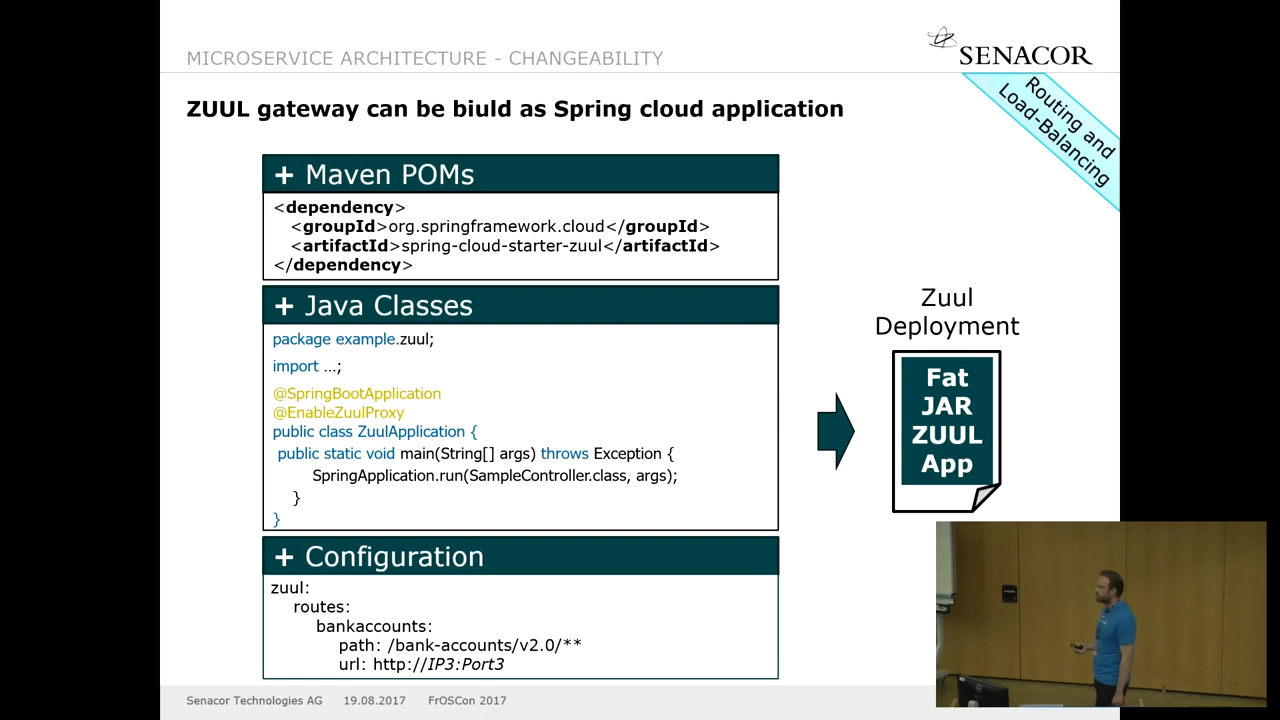 MICROSERVICE ARCHITECTURE - CHANGEABILITY
SENACOR
ZUUL gateway can be biuld as Spring cloud application
Routing and
Load-Balancing
+ Maven POMs
<dependency>
<groupId>org.springframework.cloud</groupId>
<artifactId>spring-cloud-starter-zuul</artifactId>
</dependency>
+ Java Classes
package example.zuul;
import ...;
@SpringBootApplication
@EnableZuulProxy
public class ZuulApplication {
public static void main(String[] args) throws Exception {
SpringApplication.run(SampleController.class, args);
}
}
+ Configuration
zuul:
routes:
bankaccounts:
path: /bank-accounts/v2.0/**
url: http://IP3:Port3
Zuul
Deployment
Fat
JAR
ZUUL
App
Senacor Technologies AG 19.08.2017 FrOSCon 2017